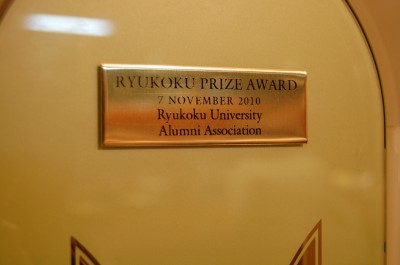 RYUKOKU PRIZE AWARD
7 NOVEMBER 2010
Ryukoku University
Alumni Association